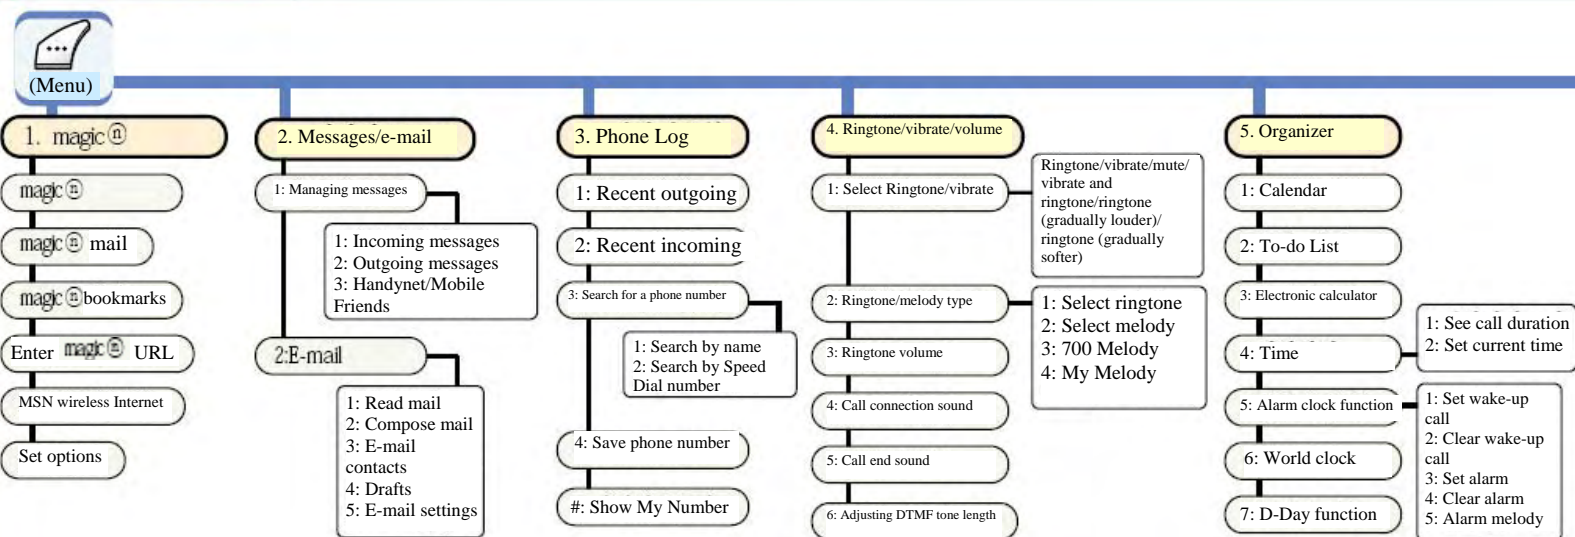 (Menu)
1. magic ⓝ
magic ⓝ
magic ⓝ mail
magic ⓝ bookmarks
Enter magic ⓝ URL
MSN wireless Internet
Set options
2. Messages/e-mail
1: Managing messages
1: Incoming messages
2: Outgoing messages
3: Handynet/Mobile
Friends
2:E-mail
1: Read mail
2: Compose mail
3: E-mail
contacts
4: Drafts
5: E-mail settings
3. Phone Log
1: Recent outgoing
2: Recent incoming
3: Search for a phone number
1: Search by name
2: Search by Speed
Dial number
4: Save phone number
#: Show My Number
4. Ringtone/vibrate/volume
1: Select Ringtone/vibrate
Ringtone/vibrate/mute/
vibrate and
ringtone/ringtone
(gradually louder)/
ringtone (gradually
softer)
2: Ringtone/melody type
1: Select ringtone
2: Select melody
3: 700 Melody
4: My Melody
3: Ringtone volume
4: Call connection sound
5: Call end sound
6: Adjusting DTMF tone length
5. Organizer
1: Calendar
2: To-do List
3: Electronic calculator
4: Time
1: See call duration
2: Set current time
5: Alarm clock function
1: Set wake-up
call
2: Clear wake-up
call
3: Set alarm
4: Clear alarm
5: Alarm melody
6: World clock
7: D-Day function